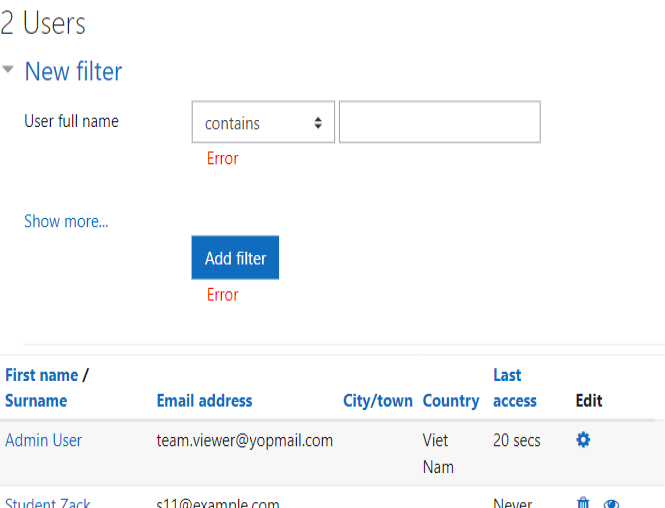 2 Users
New filter
User full name contains
Error
Show more...
Add filter
Error
First name / Surname Email address City/town Country Last access Edit
Admin User team.viewer@yopmail.com Viet Nam 20 secs
Student Zack s11@example.com Never